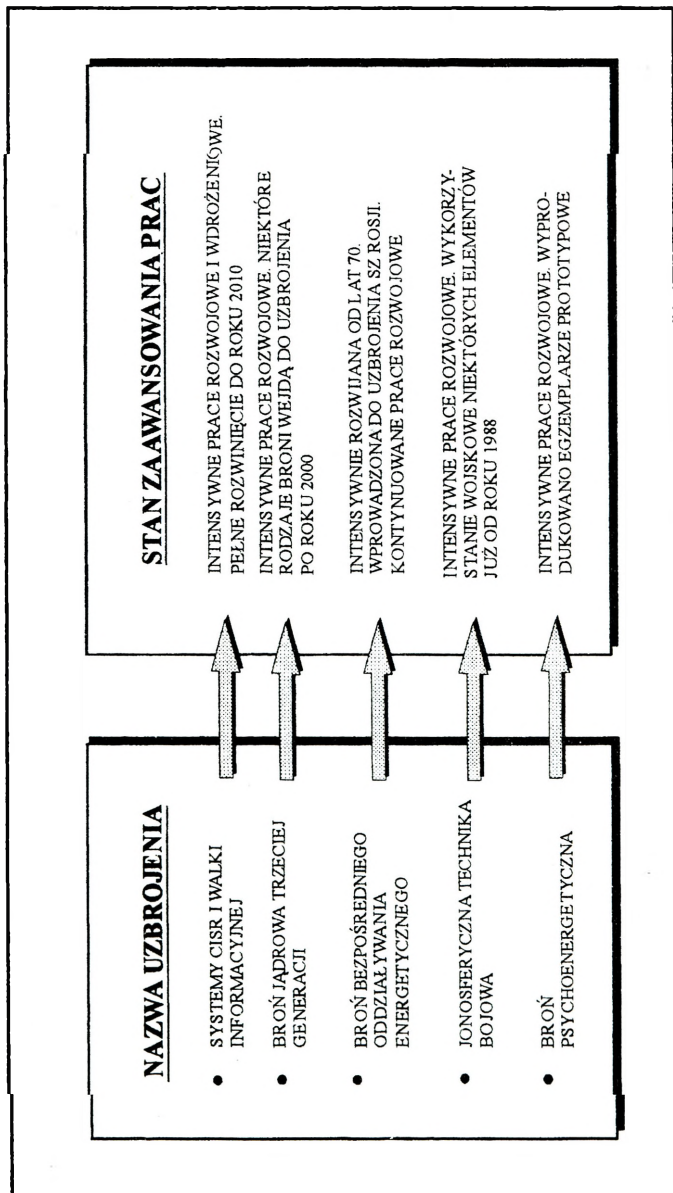 NAZWA UZBROJENIA
• SYSTEMY CISR I WALKI
INFORMACYJNEJ
• BROŃ JĄDROWA TRZECIEJ
GENERACJI
• BROŃ BEZPOŚREDNIEGO
ODDZIAŁYWANIA
ENERGETYCZNEGO
• JONOSFERYCZNA TECHNIKA
BOJOWA
• BROŃ
PSYCHOENERGETYCZNA
STAN ZAAWANSOWANIA PRAC
INTENSYWNE PRACE ROZWOJOWE I WDROŻENIOWE.
PEŁNE ROZWINIĘCIE DO ROKU 2010
INTENSYWNE PRACE ROZWOJOWE. NIEKTÓRE
RODZAJE BRONI WEJDĄ DO UZBROJENIA
PO ROKU 2000
INTENSYWNIE ROZWIJANA OD LAT 70.
WPROWADZONA DO UZBROJENIA SZ ROSJI.
KONTYNUOWANE PRACE ROZWOJOWE
INTENSYWNE PRACE ROZWOJOWE. WYKORZY-
STANIE WOJSKOWE NIEKTÓRYCH ELEMENTÓW
JUŻ OD ROKU 1988
INTENSYWNE PRACE ROZWOJOWE. WYPRO-
DUKOWANO EGZEMPLARZE PROTOTYPOWE